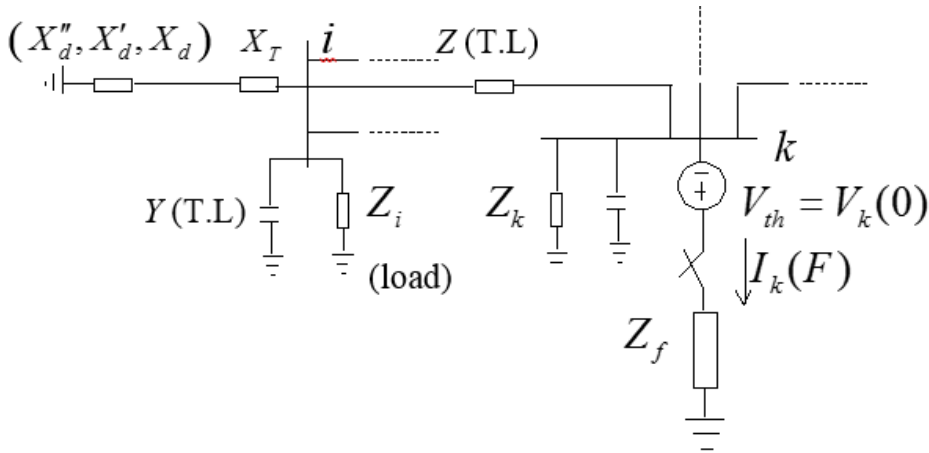 (X″d, X′d, Xd)
XT
i
Z (T.L)
k
Y (T.L)
Zi
(load)
Zk
Vth = Vk(0)
Ik(F)
Zf